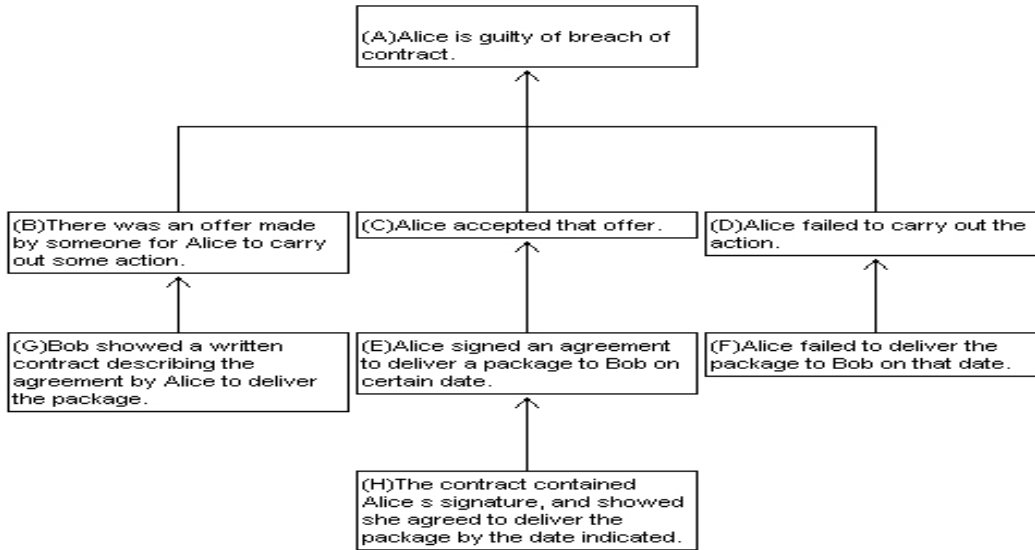 (A)Alice is guilty of breach of
contract.
(B)There was an offer made
by someone for Alice to carry
out some action.
(C)Alice accepted that offer.
(D)Alice failed to carry out the
action.
(G)Bob showed a written
contract describing the
agreement by Alice to deliver
the package.
(E)Alice signed an agreement
to deliver a package to Bob on
certain date.
(F)Alice failed to deliver the
package to Bob on that date.
(H)The contract contained
Alice s signature, and showed
she agreed to deliver the
package by the date indicated.